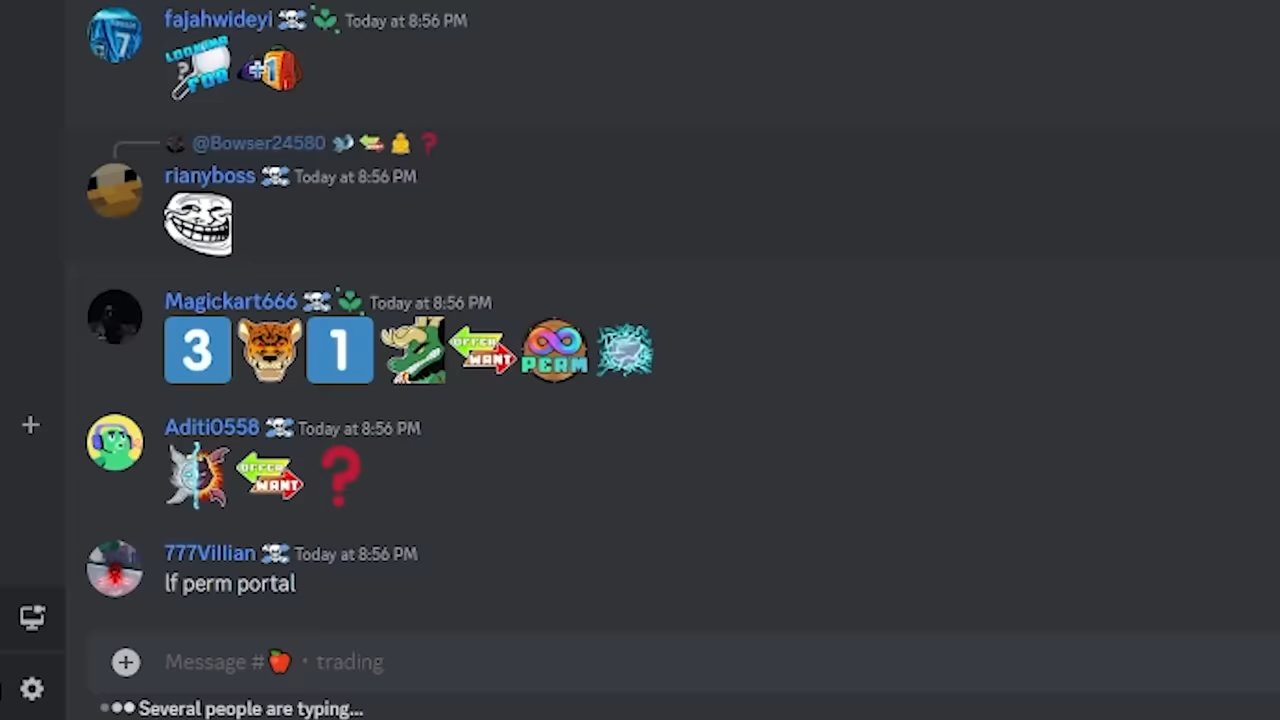 fajahwideyi Today at 8:56 PM
LOOKING
?
FOR +1
@Bowser24580 ❓
rianyboss Today at 8:56 PM
Magickart666 Today at 8:56 PM
3 1 OFFER WANT PERM
Aditi0558 Today at 8:56 PM
OFFER WANT ❓
777Villian Today at 8:56 PM
lf perm portal
Message #🍎 • trading
Several people are typing...